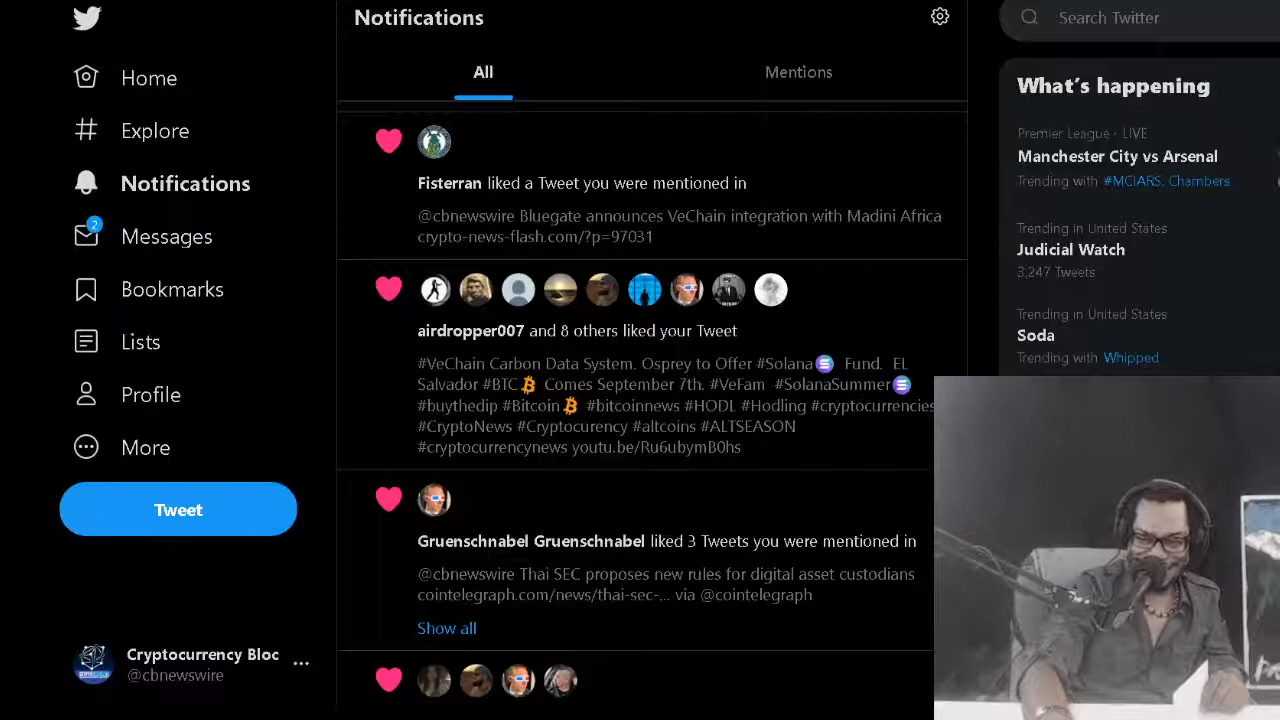 Home
Explore
Notifications
2
Messages
Bookmarks
Lists
Profile
More
Tweet
Cryptocurrency Bloc
@cbnewswire
Notifications
All
Mentions
Fisterran liked a Tweet you were mentioned in
@cbnewswire Bluegate announces VeChain integration with Madini Africa
crypto-news-flash.com/?p=97031
airdropper007 and 8 others liked your Tweet
#VeChain Carbon Data System. Osprey to Offer #Solana Fund. EL
Salvador #BTC Comes September 7th. #VeFam #SolanaSummer
#buythedip #Bitcoin #bitcoinnews #HODL #Hodling #cryptocurrencies
#CryptoNews #Cryptocurrency #altcoins #ALTSEASON
#cryptocurrencynews youtu.be/Ru6ubymB0hs
Gruenschnabel Gruenschnabel liked 3 Tweets you were mentioned in
@cbnewswire Thai SEC proposes new rules for digital asset custodians
cointelegraph.com/news/thai-sec-... via @cointelegraph
Show all
Search Twitter
What's happening
Premier League · LIVE
Manchester City vs Arsenal
Trending with #MCIARS, Chambers
Trending in United States
Judicial Watch
3,247 Tweets
Trending in United States
Soda
Trending with Whipped